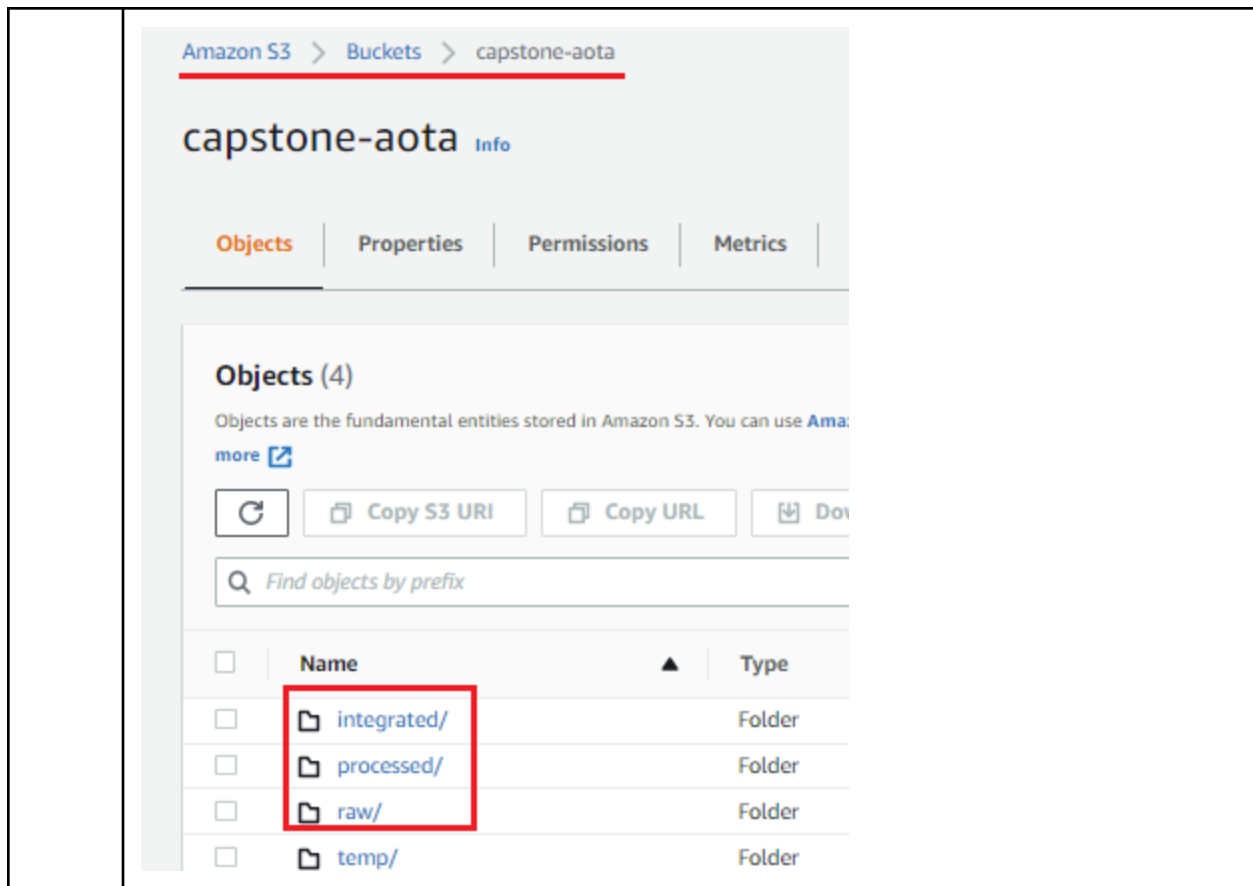 Amazon S3 > Buckets > capstone-aota
capstone-aota Info
Objects Properties Permissions Metrics
Objects (4)
Objects are the fundamental entities stored in Amazon S3. You can use Ama
more
Copy S3 URI Copy URL Dov
Find objects by prefix
Name Type
integrated/ Folder
processed/ Folder
raw/ Folder
temp/ Folder